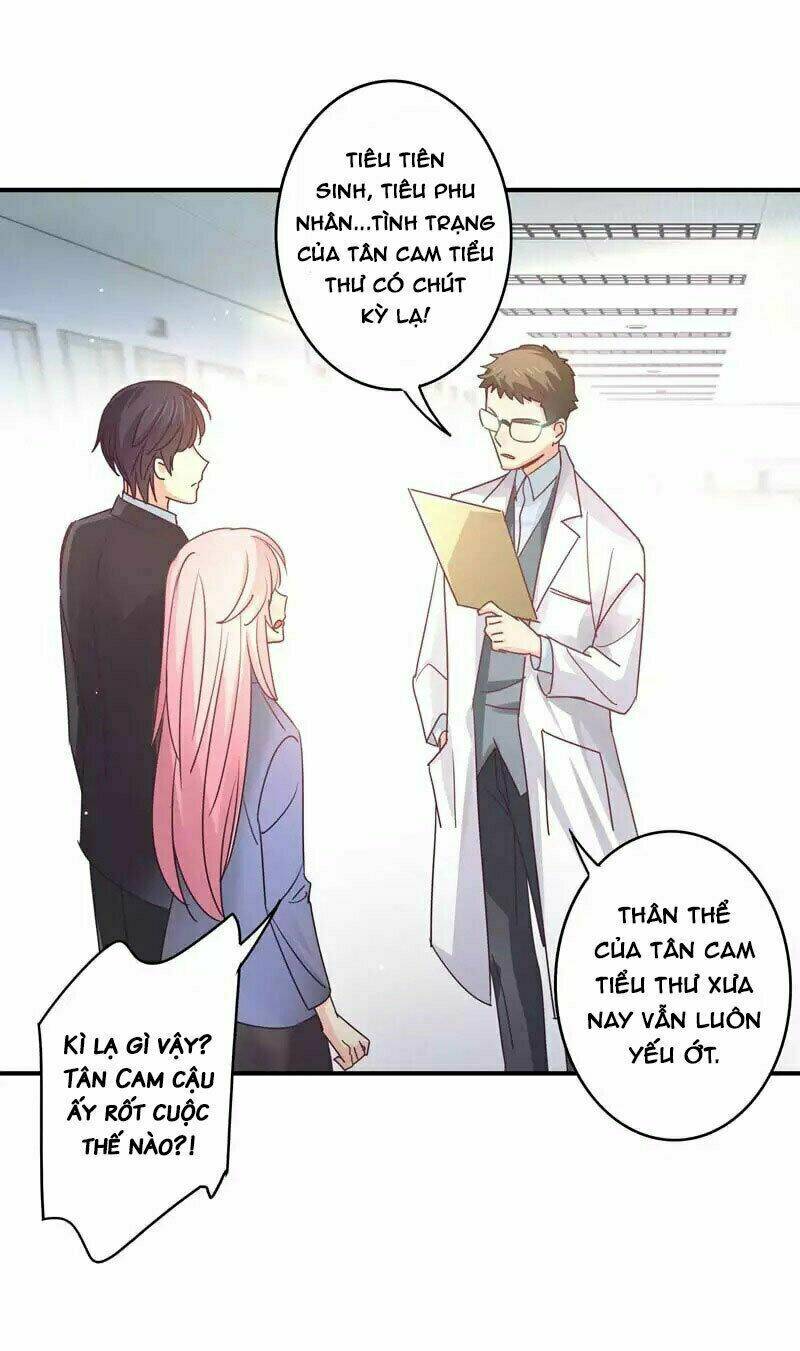 TIÊU TIÊN
SINH, TIÊU PHU
NHÂN...TÌNH TRẠNG
CỦA TÂN CAM TIỂU
THƯ CÓ CHÚT
KỲ LẠ!
KÌ LẠ GÌ VẬY?
TÂN CAM CẬU
ẤY RỐT CUỘC
THẾ NÀO?!
THÂN THỂ
CỦA TÂN CAM
TIỂU THƯ XƯA
NAY VẪN LUÔN
YẾU ỚT.